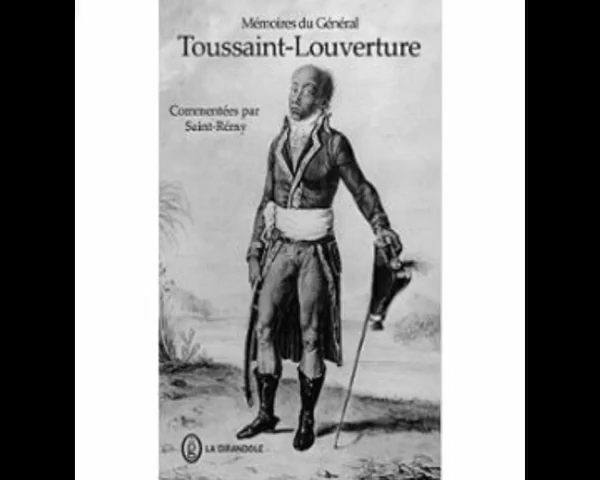 Mémoires du Général
Toussaint-Louverture
Commentées par
Saint-Rémy
LA GIRANDOLE